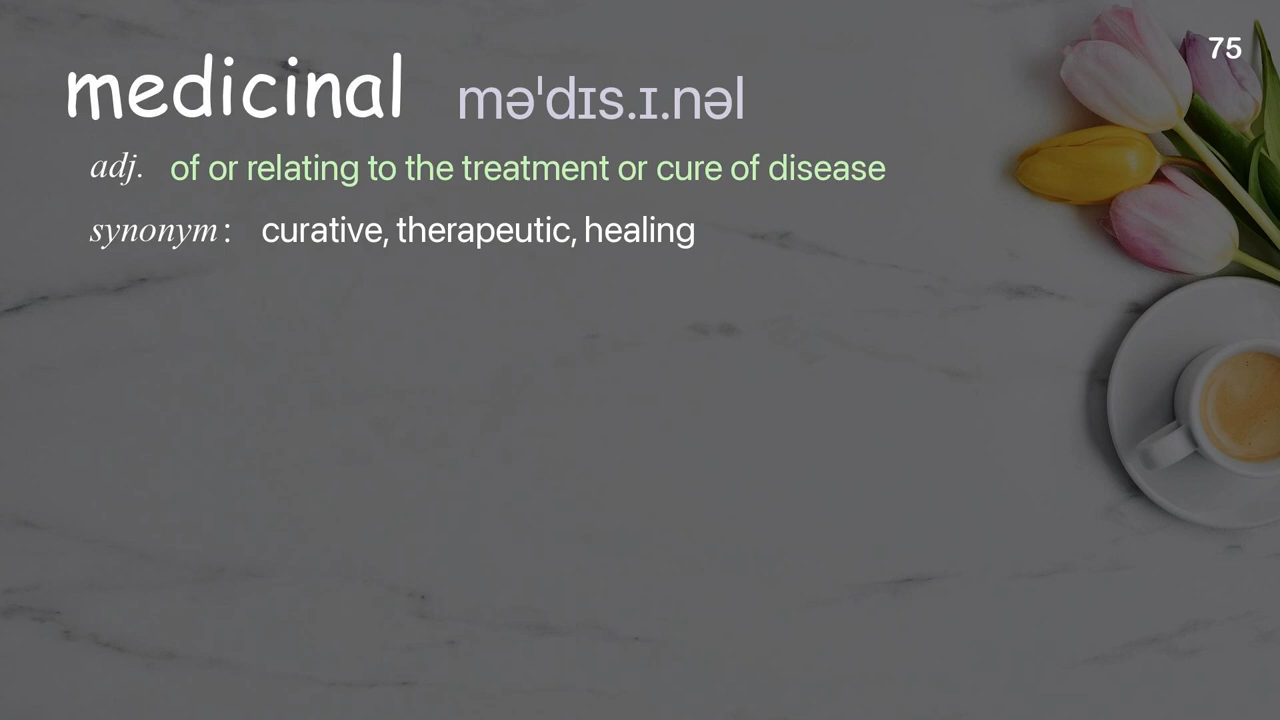 75
medicinal məˈdɪs.ɪ.nəl
adj. of or relating to the treatment or cure of disease
synonym: curative, therapeutic, healing